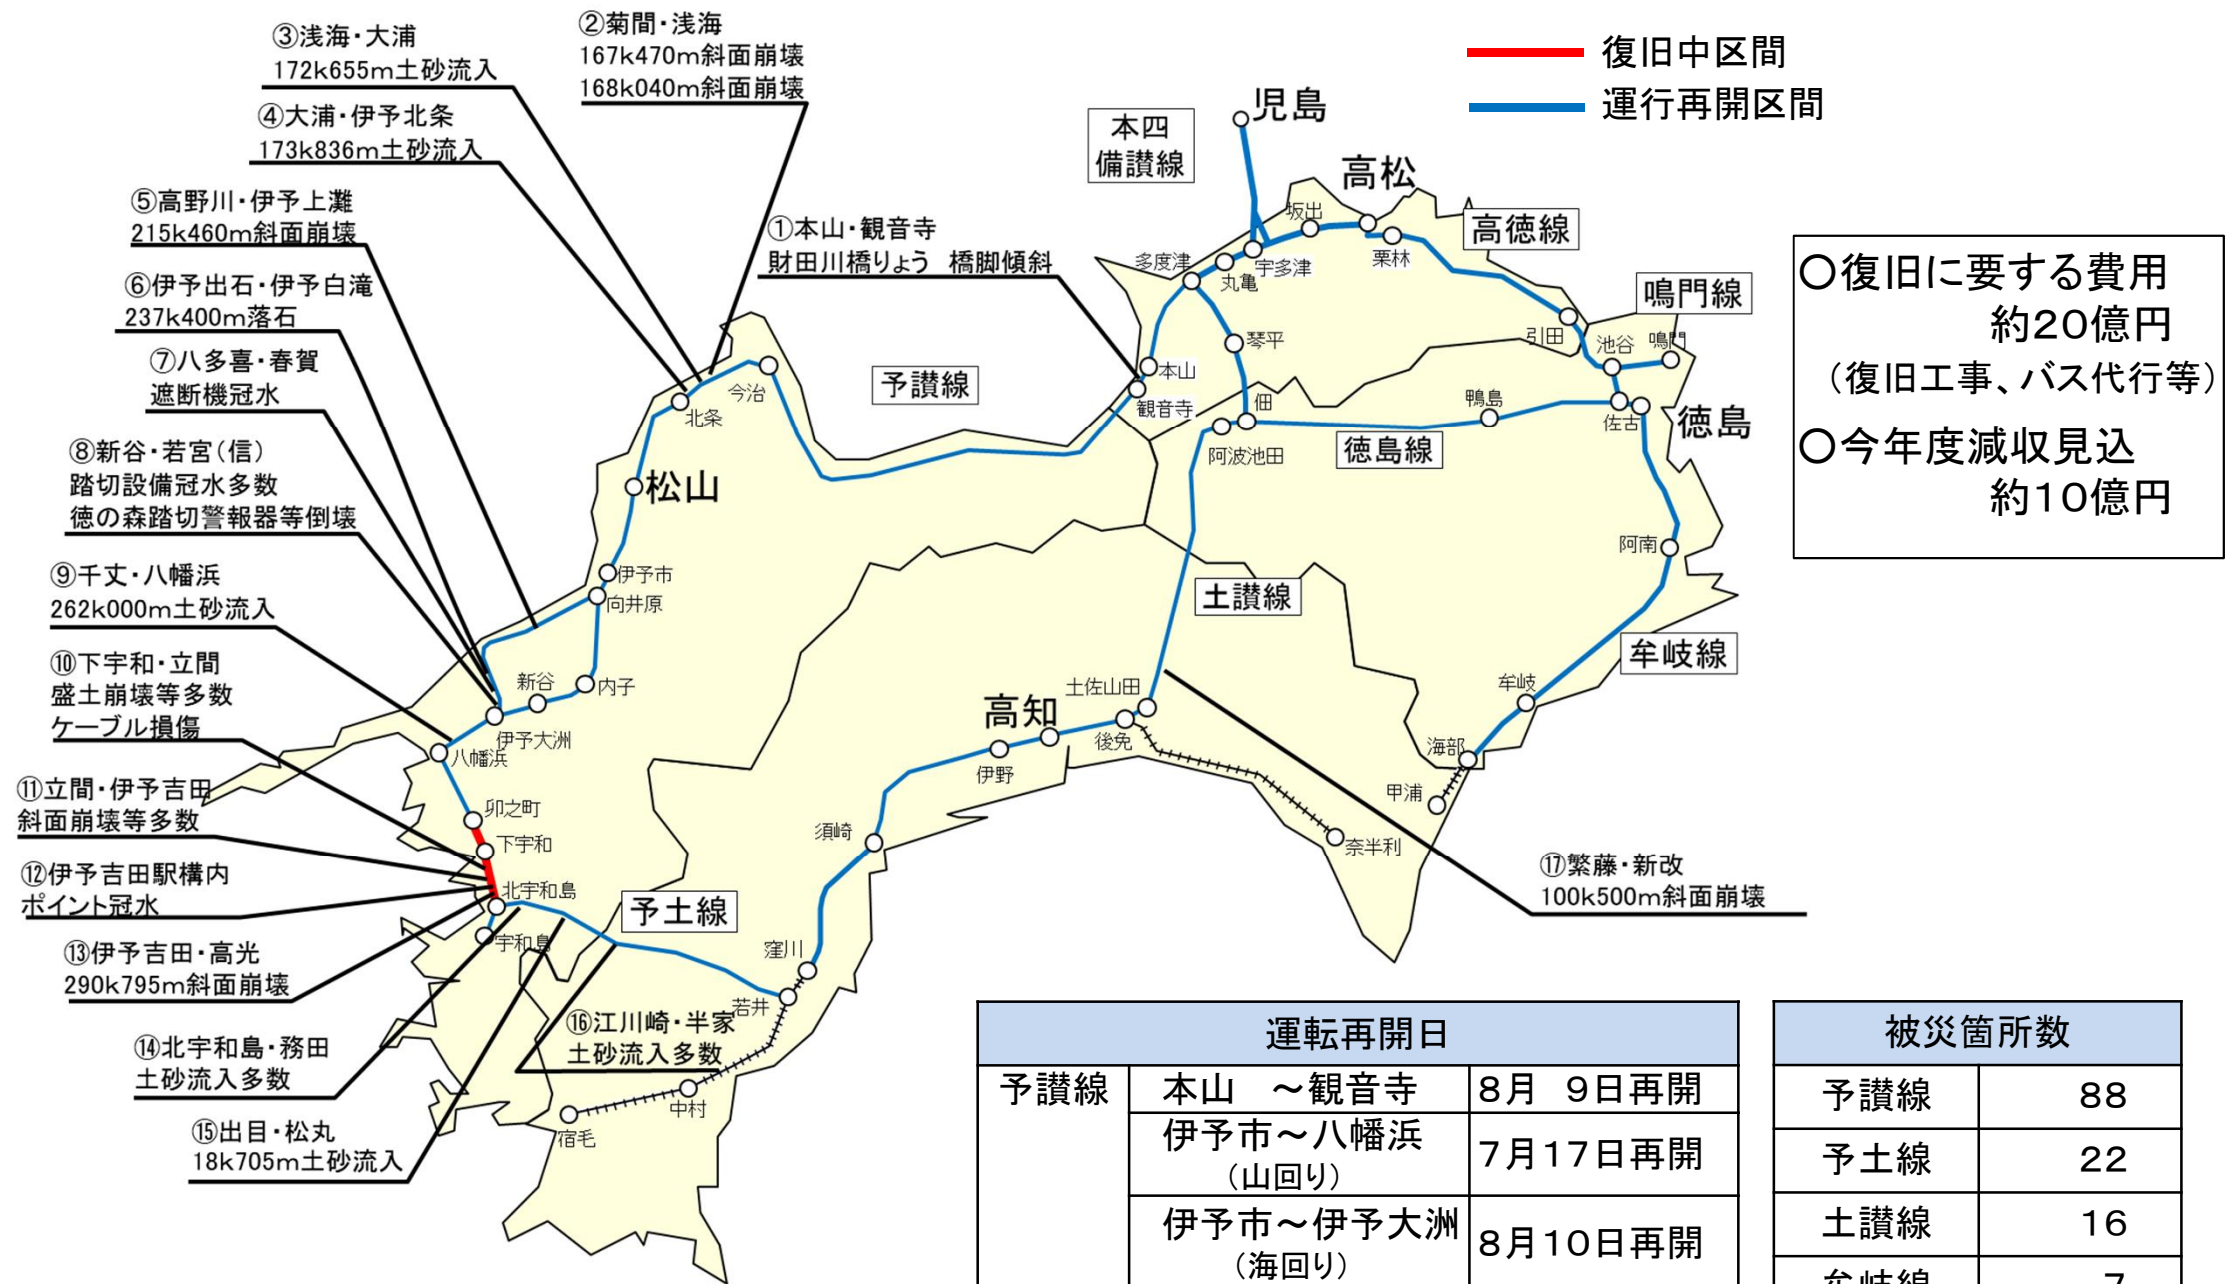 ③浅海・大浦
172k655m土砂流入
②菊間・浅海
167k470m斜面崩壊
168k040m斜面崩壊
④大浦・伊予北条
173k836m土砂流入
⑤高野川・伊予上灘
215k460m斜面崩壊
⑥伊予出石・伊予白滝
237k400m落石
⑦八多喜・春賀
遮断機冠水
⑧新谷・若宮(信)
踏切設備冠水多数
徳の森踏切警報器等倒壊
⑨千丈・八幡浜
262k000m土砂流入
⑩下宇和・立間
盛土崩壊等多数
ケーブル損傷
⑪立間・伊予吉田
斜面崩壊等多数
⑫伊予吉田駅構内
ポイント冠水
⑬伊予吉田・高光
290k795m斜面崩壊
⑭北宇和島・務田
土砂流入多数
⑮出目・松丸
18k705m土砂流入
⑯江川崎・半家
土砂流入多数
①本山・観音寺
財田川橋りょう 橋脚傾斜
⑰繁藤・新改
100k500m斜面崩壊
復旧中区間
運行再開区間
本四
備讃線
児島
高松
坂出
高徳線
栗林
多度津
丸亀
宇多津
鳴門線
引田
池谷
鳴門
琴平
本山
観音寺
予讃線
今治
北条
佃
鴨島
佐古
徳島
阿波池田
徳島線
松山
阿南
伊予市
向井原
土讃線
牟岐線
新谷
内子
土佐山田
牟岐
高知
伊予大洲
八幡浜
後免
伊野
海部
甲浦
卯之町
下宇和
須崎
奈半利
北宇和島
予土線
宇和島
窪川
若井
中村
宿毛
○復旧に要する費用
約20億円
(復旧工事、バス代行等)
○今年度減収見込
約10億円
運転再開日
予讃線 本山 ～観音寺 8月 9日再開
伊予市～八幡浜
(山回り)
7月17日再開
伊予市～伊予大洲
(海回り)
8月10日再開
被災箇所数
予讃線 88
予土線 22
土讃線 16
牟岐線 7